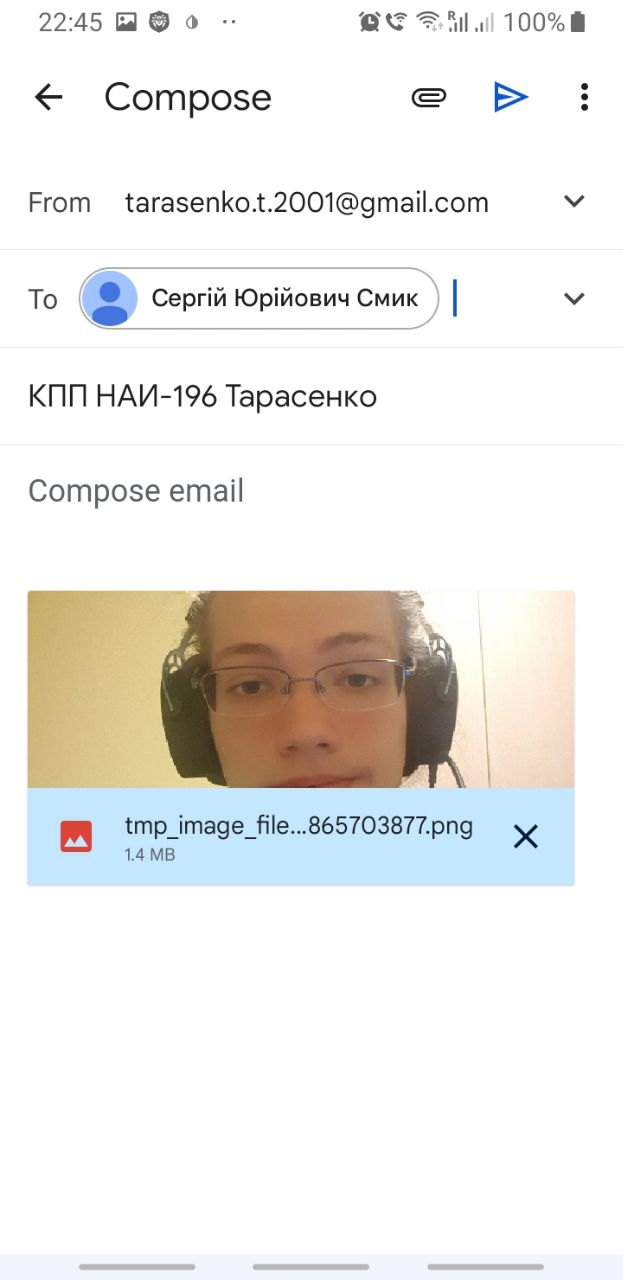 22:45 R 100%
Compose
From tarasenko.t.2001@gmail.com
To Сергій Юрійович Смик
КПП НАИ-196 Тарасенко
Compose email
tmp_image_file...865703877.png
1.4 MB